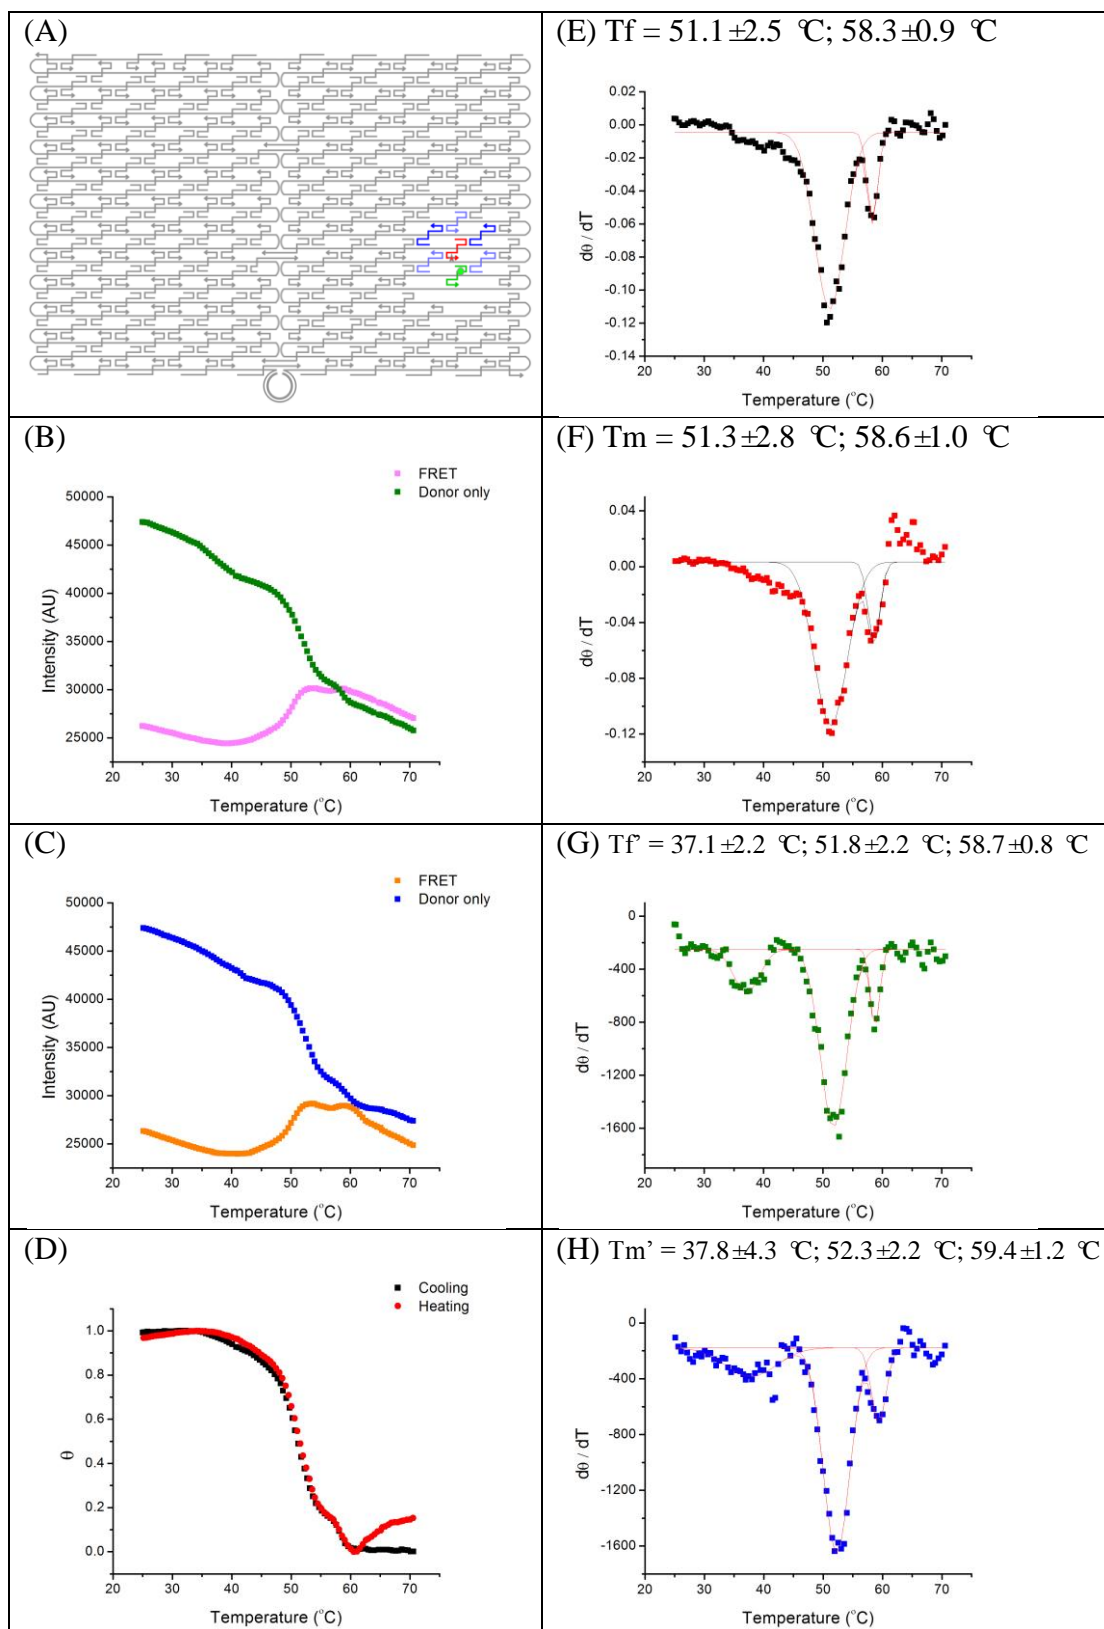 (A)
(B)
FRET
Donor only
50000
45000
40000
35000
30000
25000
Intensity (AU)
20 30 40 50 60 70
Temperature (°C)
(C)
FRET
Donor only
50000
45000
40000
35000
30000
25000
Intensity (AU)
20 30 40 50 60 70
Temperature (°C)
(D)
Cooling
Heating
1.0
0.8
0.6
0.4
0.2
0.0
θ
20 30 40 50 60 70
Temperature (°C)
(E) Tf = 51.1±2.5 ℃; 58.3±0.9 ℃
0.02
0.00
-0.02
-0.04
-0.06
-0.08
-0.10
-0.12
-0.14
dθ / dT
20 30 40 50 60 70
Temperature (°C)
(F) Tm = 51.3±2.8 ℃; 58.6±1.0 ℃
0.04
0.00
-0.04
-0.08
-0.12
dθ / dT
20 30 40 50 60 70
Temperature (°C)
(G) Tf’ = 37.1±2.2 ℃; 51.8±2.2 ℃; 58.7±0.8 ℃
0
-400
-800
-1200
-1600
dθ / dT
20 30 40 50 60 70
Temperature (°C)
(H) Tm’ = 37.8±4.3 ℃; 52.3±2.2 ℃; 59.4±1.2 ℃
0
-400
-800
-1200
-1600
dθ / dT
20 30 40 50 60 70
Temperature (°C)